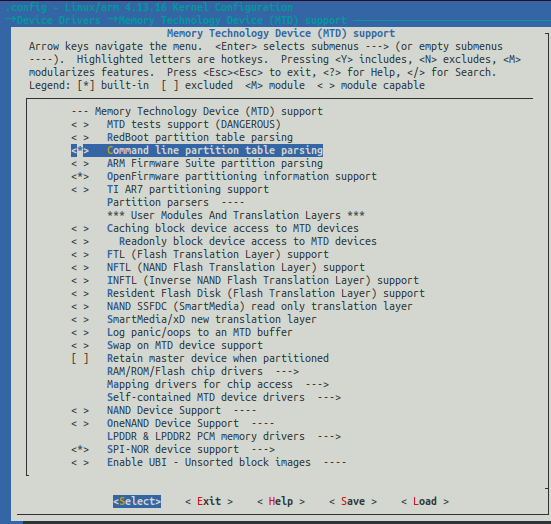 .config - Linux/arm 4.13.16 Kernel Configuration
→Device Drivers →Memory Technology Device (MTD) support
Memory Technology Device (MTD) support
Arrow keys navigate the menu.  <Enter> selects submenus ---> (or empty submenus
----).  Highlighted letters are hotkeys.  Pressing <Y> includes, <N> excludes, <M>
modularizes features.  Press <Esc><Esc> to exit, <?> for Help, </> for Search.
Legend: [*] built-in  [ ] excluded  <M> module  < > module capable
--- Memory Technology Device (MTD) support
< >   MTD tests support (DANGEROUS)
< >   RedBoot partition table parsing
<*>   Command line partition table parsing
< >   ARM Firmware Suite partition parsing
<*>   OpenFirmware partitioning information support
< >   TI AR7 partitioning support
Partition parsers  ----
*** User Modules And Translation Layers ***
< >   Caching block device access to MTD devices
< >     Readonly block device access to MTD devices
< >   FTL (Flash Translation Layer) support
< >   NFTL (NAND Flash Translation Layer) support
< >   INFTL (Inverse NAND Flash Translation Layer) support
< >   Resident Flash Disk (Flash Translation Layer) support
< >   NAND SSFDC (SmartMedia) read only translation layer
< >   SmartMedia/xD new translation layer
< >   Log panic/oops to an MTD buffer
< >   Swap on MTD device support
[ ]   Retain master device when partitioned
RAM/ROM/Flash chip drivers  --->
Mapping drivers for chip access  --->
Self-contained MTD device drivers  --->
< >   NAND Device Support  ----
< >   OneNAND Device Support  ----
LPDDR & LPDDR2 PCM memory drivers  --->
<*>   SPI-NOR device support  --->
< >   Enable UBI - Unsorted block images  ----
<Select>    < Exit >    < Help >    < Save >    < Load >